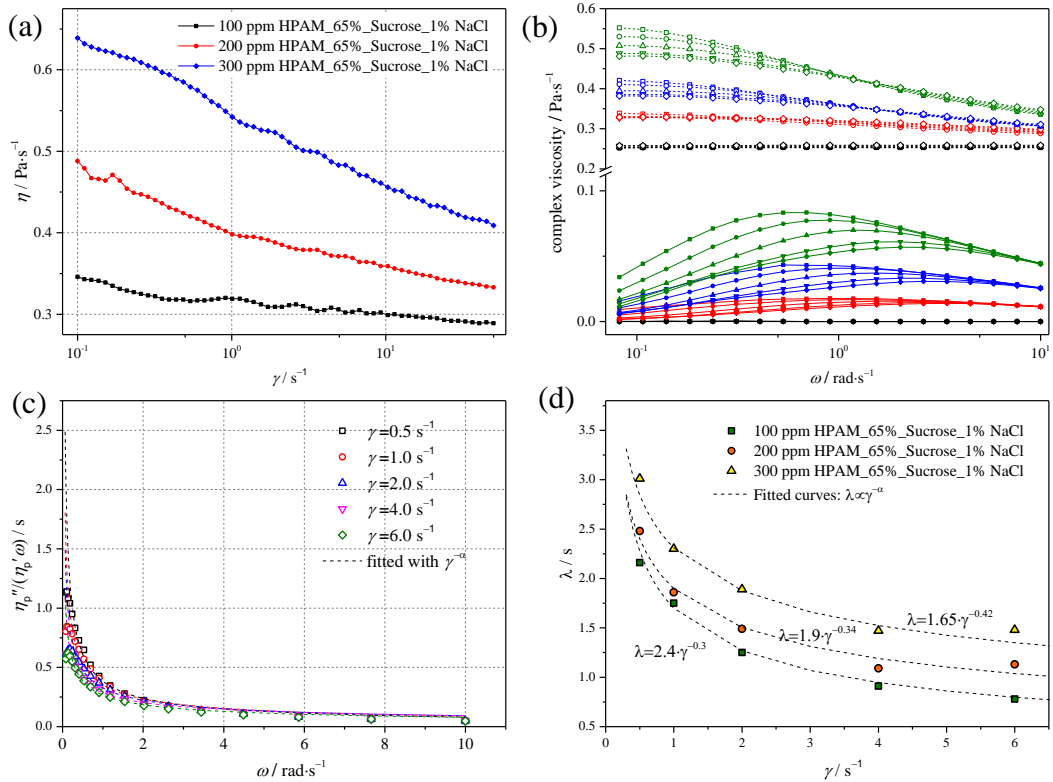 (a)
100 ppm HPAM_65%_Sucrose_1% NaCl
200 ppm HPAM_65%_Sucrose_1% NaCl
300 ppm HPAM_65%_Sucrose_1% NaCl
0.6
0.5
0.4
0.3
η / Pa·s⁻¹
10⁻¹
10⁰
10¹
γ / s⁻¹
(b)
0.6
0.5
0.4
0.3
0.2
0.1
0.0
complex viscosity / Pa·s⁻¹
10⁻¹
10⁰
10¹
ω / rad·s⁻¹
(c)
2.5
2.0
1.5
1.0
0.5
0.0
ηₚ''/(ηₚ'ω) / s
γ=0.5 s⁻¹
γ=1.0 s⁻¹
γ=2.0 s⁻¹
γ=4.0 s⁻¹
γ=6.0 s⁻¹
fitted with γ⁻ᵅ
0
2
4
6
8
10
ω / rad·s⁻¹
(d)
100 ppm HPAM_65%_Sucrose_1% NaCl
200 ppm HPAM_65%_Sucrose_1% NaCl
300 ppm HPAM_65%_Sucrose_1% NaCl
Fitted curves: λ∝γ⁻ᵅ
4.0
3.5
3.0
2.5
2.0
1.5
1.0
0.5
λ / s
λ=1.65·γ⁻⁰·⁴²
λ=1.9·γ⁻⁰·³⁴
λ=2.4·γ⁻⁰·³
0
1
2
3
4
5
6
γ / s⁻¹